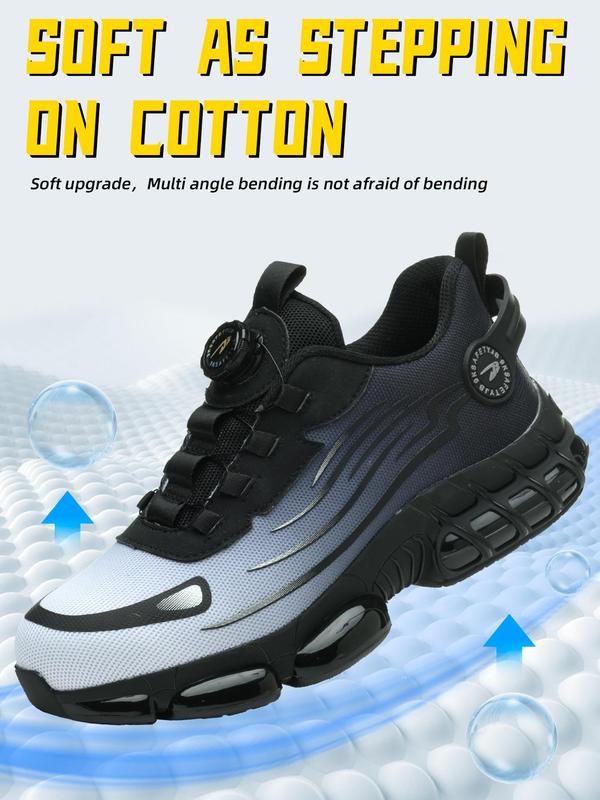 SOFT AS STEPPING
ON COTTON
Soft upgrade, Multi angle bending is not afraid of bending